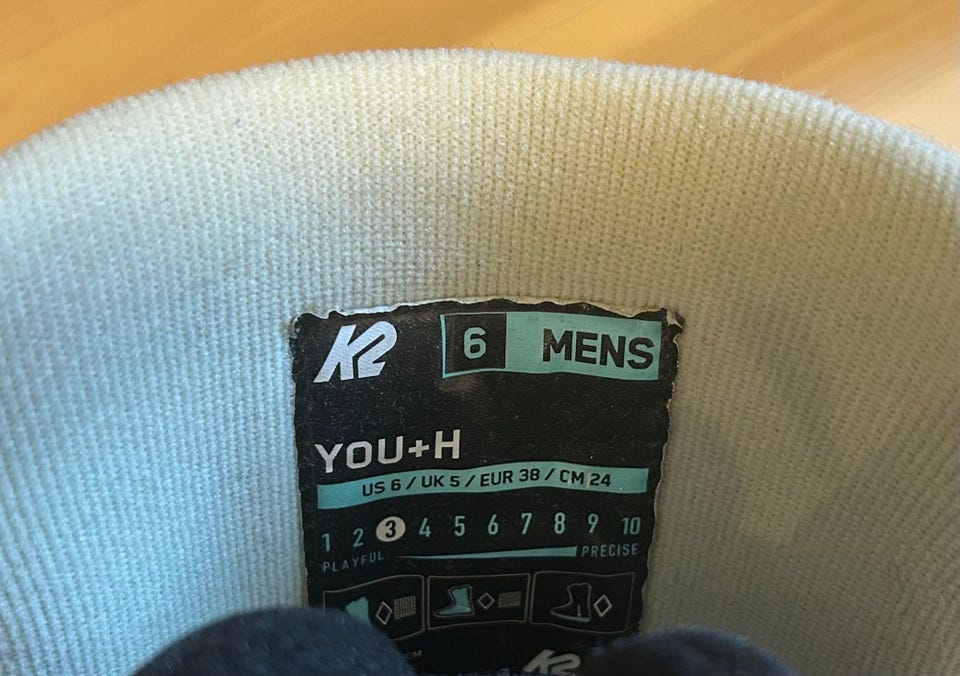 K2 6 MENS
YOU+H
US 6 / UK 5 / EUR 38 / CM 24
1 2 3 4 5 6 7 8 9 10
PLAYFUL PRECISE
K2